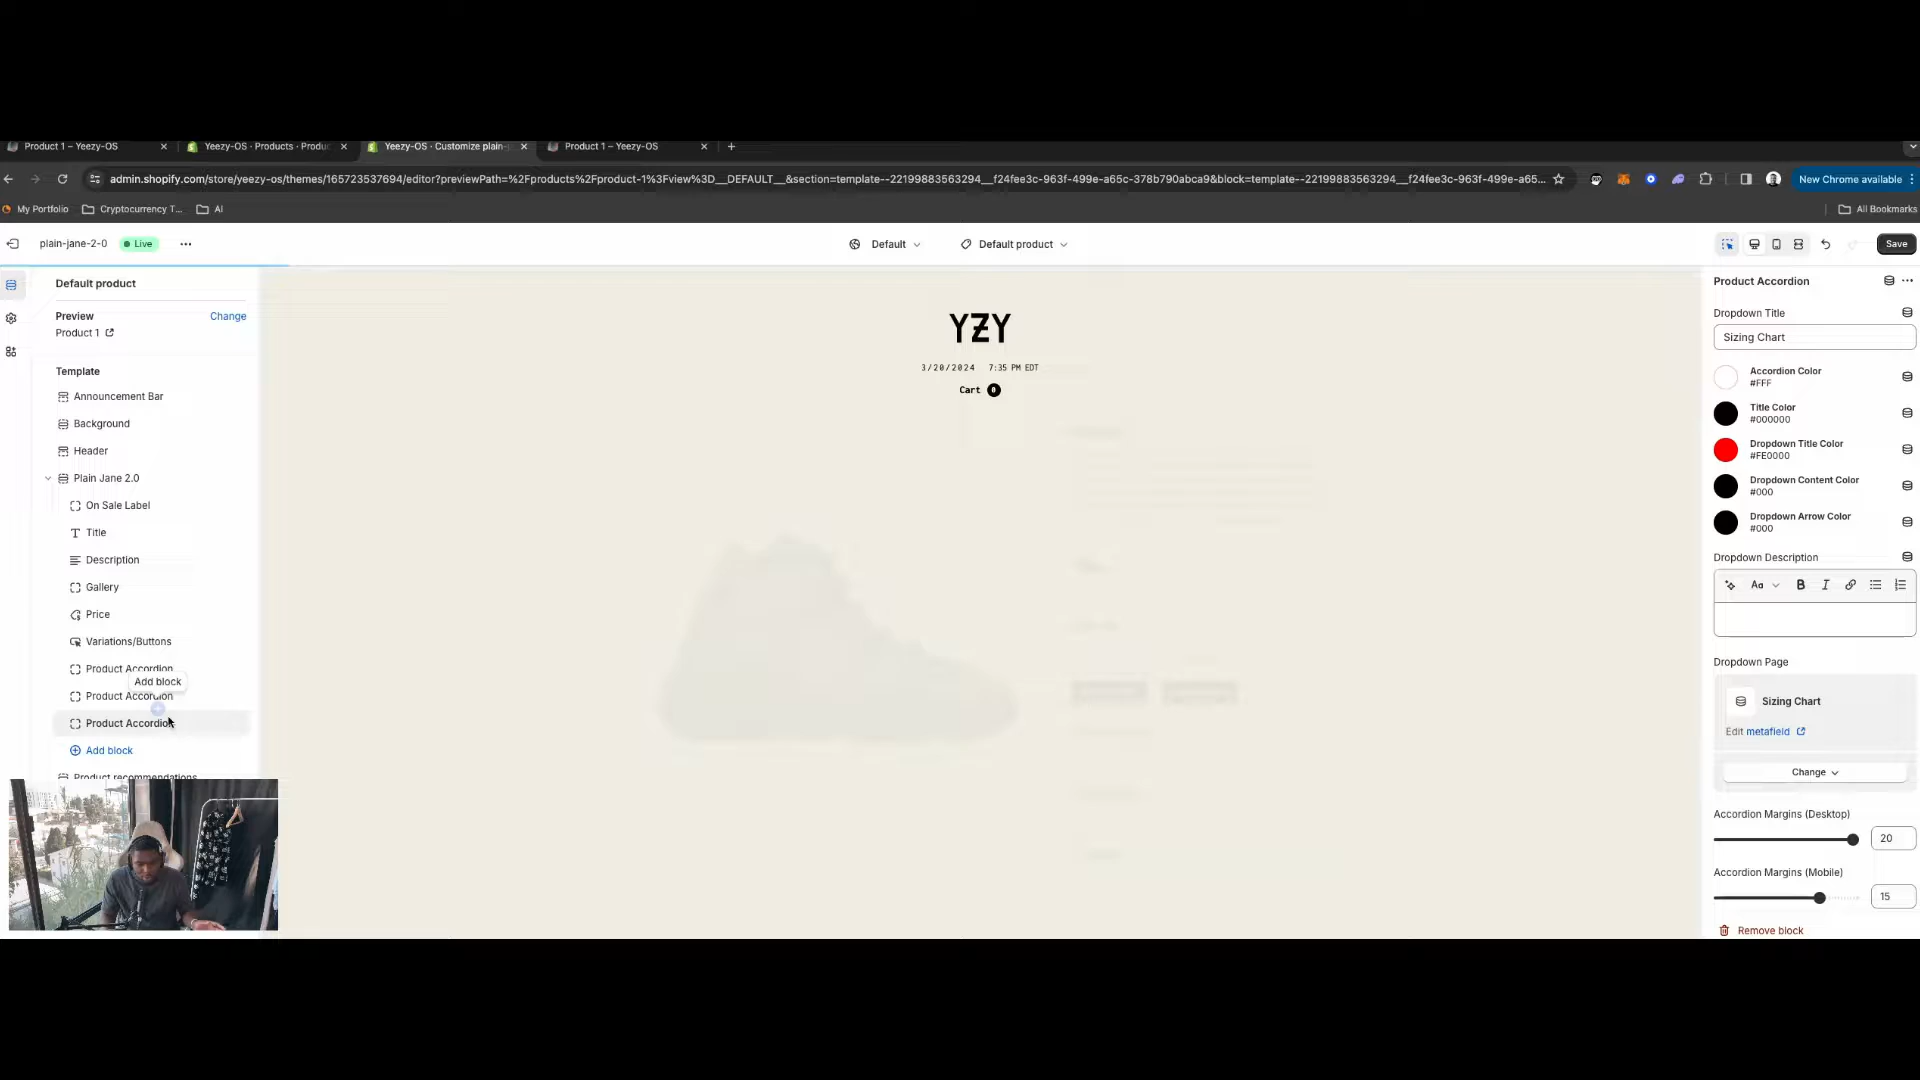 Product 1 – Yeezy-OS
Yeezy-OS · Products · Produc
Yeezy-OS · Customize plain-
Product 1 – Yeezy-OS
admin.shopify.com/store/yeezy-os/themes/165723537694/editor?previewPath=%2Fproducts%2Fproduct-1%3Fview%3D__DEFAULT__&section=template--22199883563294__f24fee3c-963f-499e-a65c-378b790abca9&block=template--22199883563294__f24fee3c-963f-499e-a65...
New Chrome available
My Portfolio
Cryptocurrency T...
AI
All Bookmarks
plain-jane-2-0
Live
Default
Default product
Save
Default product
Preview
Change
Product 1
Template
Announcement Bar
Background
Header
Plain Jane 2.0
On Sale Label
Title
Description
Gallery
Price
Variations/Buttons
Product Accordion
Add block
Product Accordion
Product Accordion
Add block
Product recommendations
YZY
3/20/2024 7:35 PM EDT
Cart 0
Product Accordion
Dropdown Title
Sizing Chart
Accordion Color
#FFF
Title Color
#000000
Dropdown Title Color
#FE0000
Dropdown Content Color
#000
Dropdown Arrow Color
#000
Dropdown Description
Aa
B
I
Dropdown Page
Sizing Chart
Edit metafield
Change
Accordion Margins (Desktop)
20
Accordion Margins (Mobile)
15
Remove block